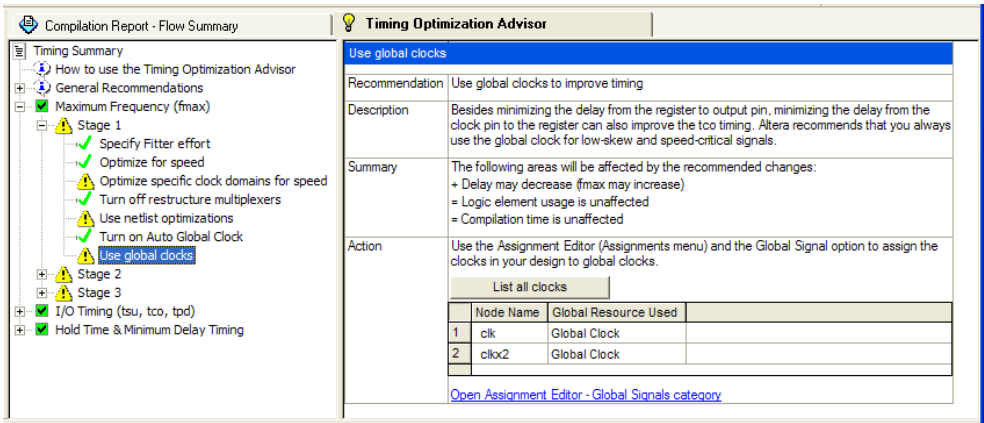 Compilation Report - Flow Summary
Timing Optimization Advisor
Timing Summary
How to use the Timing Optimization Advisor
General Recommendations
Maximum Frequency (fmax)
Stage 1
Specify Fitter effort
Optimize for speed
Optimize specific clock domains for speed
Turn off restructure multiplexers
Use netlist optimizations
Turn on Auto Global Clock
Use global clocks
Stage 2
Stage 3
I/O Timing (tsu, tco, tpd)
Hold Time & Minimum Delay Timing
Use global clocks
Recommendation Use global clocks to improve timing
Description Besides minimizing the delay from the register to output pin, minimizing the delay from the
clock pin to the register can also improve the tco timing. Altera recommends that you always
use the global clock for low-skew and speed-critical signals.
Summary The following areas will be affected by the recommended changes:
+ Delay may decrease (fmax may increase)
= Logic element usage is unaffected
= Compilation time is unaffected
Action Use the Assignment Editor (Assignments menu) and the Global Signal option to assign the
clocks in your design to global clocks.
List all clocks
Node Name Global Resource Used
1 clk Global Clock
2 clkx2 Global Clock
Open Assignment Editor - Global Signals category